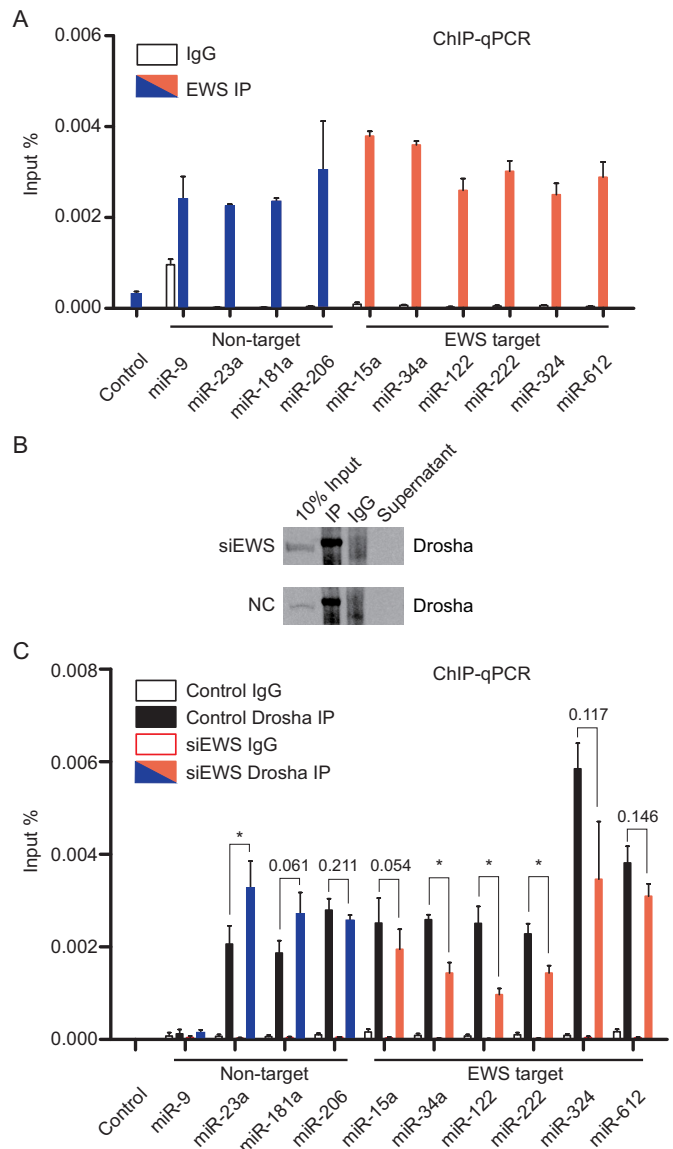 A
ChIP-qPCR
IgG
EWS IP
Input %
0.006
0.004
0.002
0.000
Non-target
EWS target
Control
miR-9
miR-23a
miR-181a
miR-206
miR-15a
miR-34a
miR-122
miR-222
miR-324
miR-612
B
10% Input
IP
IgG
Supernatant
siEWS
Drosha
NC
Drosha
C
ChIP-qPCR
Control IgG
Control Drosha IP
siEWS IgG
siEWS Drosha IP
Input %
0.008
0.006
0.004
0.002
0.000
*
0.061
0.211
0.054
*
*
*
0.117
0.146
Non-target
EWS target
Control
miR-9
miR-23a
miR-181a
miR-206
miR-15a
miR-34a
miR-122
miR-222
miR-324
miR-612